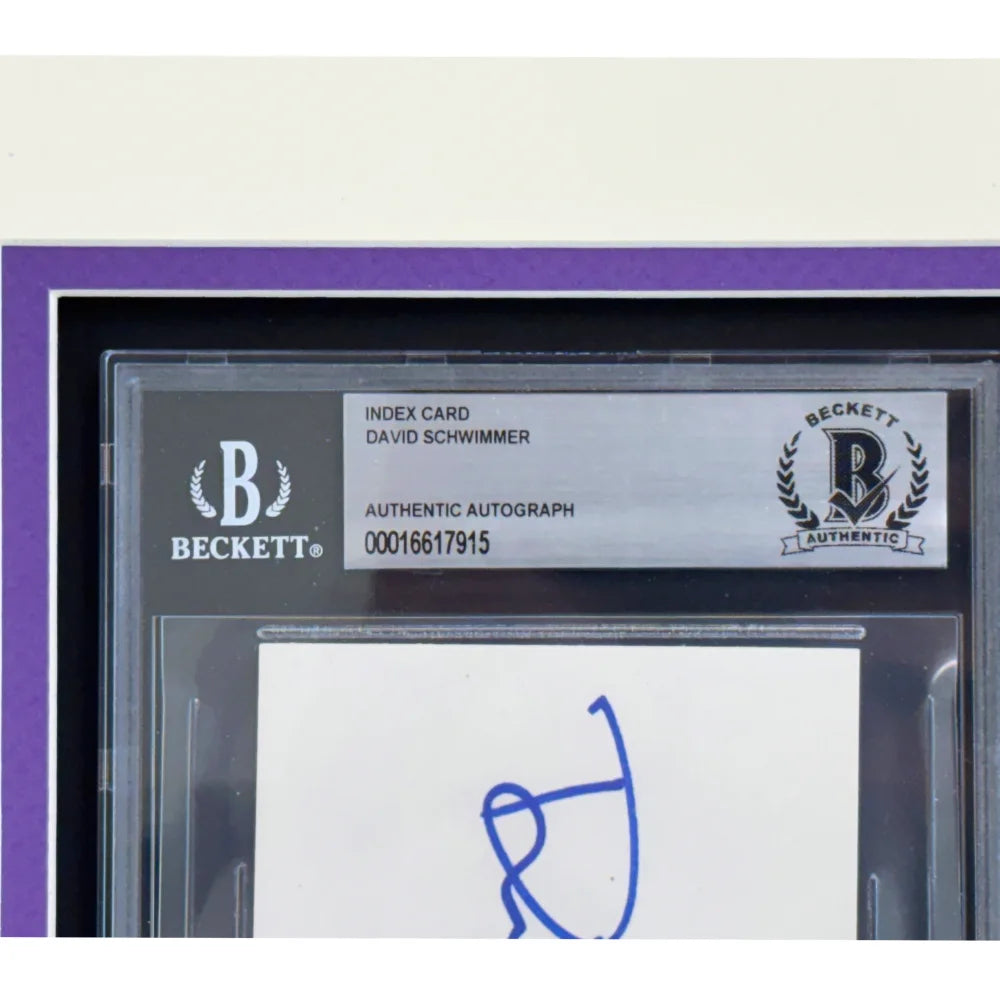 INDEX CARD
DAVID SCHWIMMER
AUTHENTIC AUTOGRAPH
00016617915
B
BECKETT®
BECKETT
B
AUTHENTIC